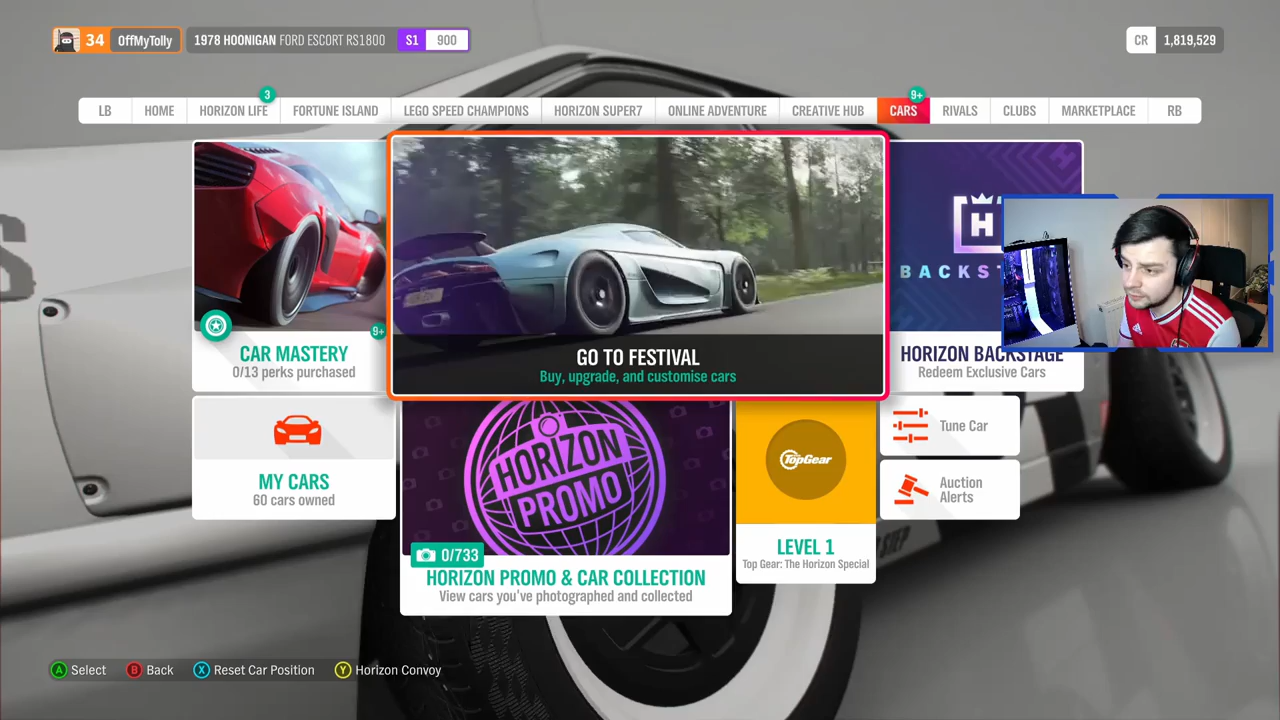 34 OffMyTolly 1978 HOONIGAN FORD ESCORT RS1800 S1 900 CR 1,819,529
3 9+
LB HOME HORIZON LIFE FORTUNE ISLAND LEGO SPEED CHAMPIONS HORIZON SUPER7 ONLINE ADVENTURE CREATIVE HUB CARS RIVALS CLUBS MARKETPLACE RB
9+
CAR MASTERY
0/13 perks purchased
GO TO FESTIVAL
Buy, upgrade, and customise cars
H
HORIZON BACKSTAGE
Redeem Exclusive Cars
MY CARS
60 cars owned
HORIZON
PROMO
0/733
HORIZON PROMO & CAR COLLECTION
View cars you've photographed and collected
TopGear
LEVEL 1
Top Gear: The Horizon Special
Tune Car
Auction
Alerts
A Select B Back X Reset Car Position Y Horizon Convoy